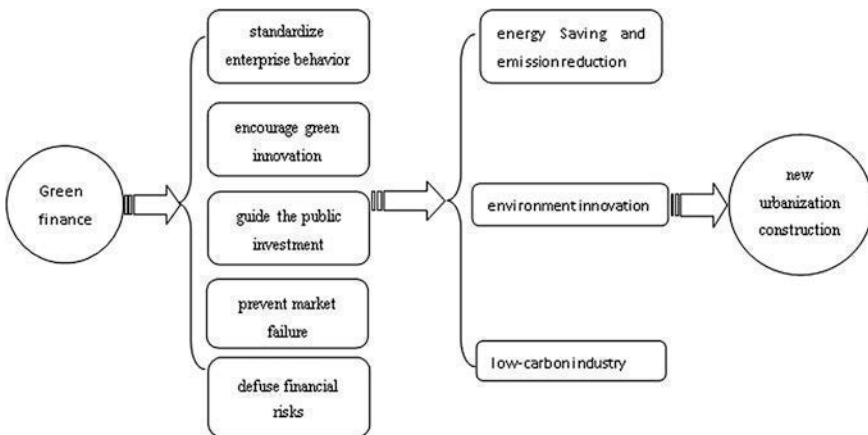 Green
finance
standardize
enterprise behavior
encourage green
innovation
guide the public
investment
prevent market
failure
defuse financial
risks
energy Saving and
emission reduction
environment innovation
low-carbon industry
new
urbanization
construction